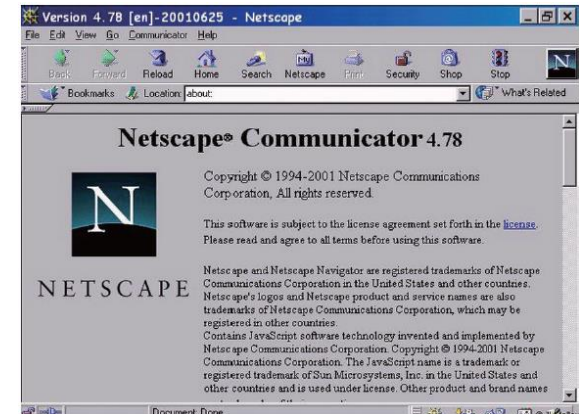 Version 4.78 [en]-20010625 - Netscape
File Edit View Go Communicator Help
Back Forward Reload Home Search Netscape Print Security Shop Stop
Bookmarks Location: about: What's Related
Netscape® Communicator 4.78
Copyright © 1994-2001 Netscape Communications
Corporation, All rights reserved.
This software is subject to the license agreement set forth in the license.
Please read and agree to all terms before using this software.
N
NETSCAPE
Netscape and Netscape Navigator are registered trademarks of Netscape
Communications Corporation in the United States and other countries.
Netscape's logos and Netscape product and service names are also
trademarks of Netscape Communications Corporation, which may be
registered in other countries.
Contains JavaScript software technology invented and implemented by
Netscape Communications Corporation. Copyright © 1994-2001 Netscape
Communications Corporation. The JavaScript name is a trademark or
registered trademark of Sun Microsystems, Inc. in the United States and
other countries and is used under license. Other product and brand names
Document: Done